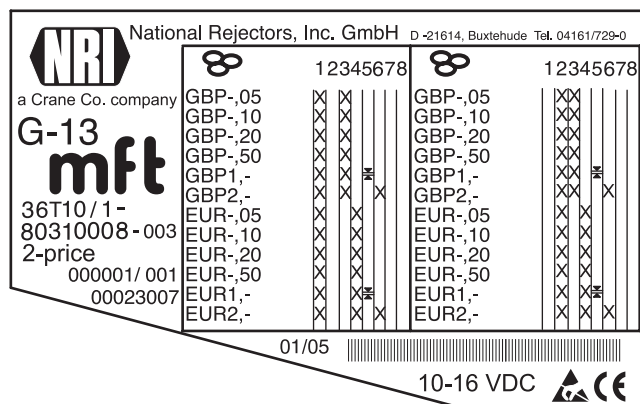 NRI
a Crane Co. company
National Rejectors, Inc. GmbH D -21614, Buxtehude Tel. 04161/729-0
G-13
mft
36T10/1-
80310008-003
2-price
000001/001
00023007
12345678
GBP-,05 X X
GBP-,10 X X
GBP-,20 X X
GBP-,50 X X
GBP1,- X X
GBP2,- X X X
EUR-,05 X X
EUR-,10 X X
EUR-,20 X X
EUR-,50 X X
EUR1,- X X
EUR2,- X X X
12345678
GBP-,05 X X
GBP-,10 X X
GBP-,20 X X
GBP-,50 X X
GBP1,- X X
GBP2,- X X X
EUR-,05 X X
EUR-,10 X X
EUR-,20 X X
EUR-,50 X X
EUR1,- X X
EUR2,- X X X
01/05
10-16 VDC CE